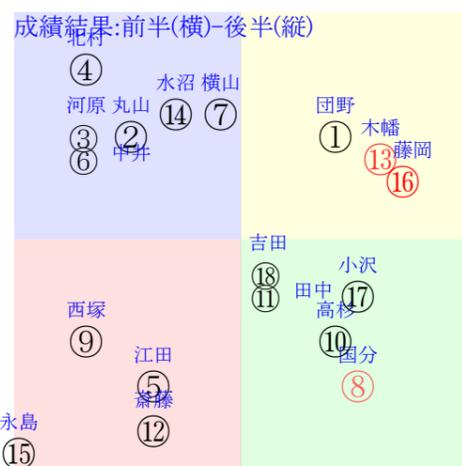 成績結果:前半(横)-後半(縦)
北村
④
水沼 横山
⑭ ⑦
河原 丸山
③ ②
中井
⑥
団野
①
木幡
⑬
藤岡
⑯
吉田
⑱
⑪
小沢
⑰
田中
高杉
⑩
国分
⑧
西塚
⑨
江田
⑤
斎藤
⑫
永島
⑮